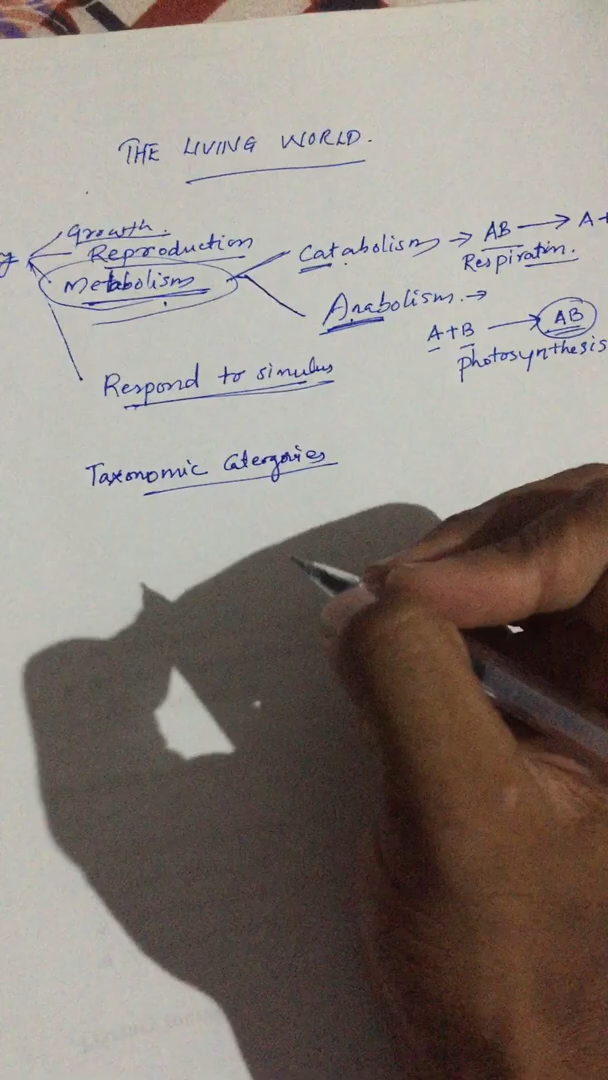 THE LIVING WORLD.
Growth.
Reproduction
Metabolism
Catabolism → AB → A+
Respiration.
Anabolism. →
A+B → AB
photosynthesis
Respond to simulus
Taxonomic Catergories